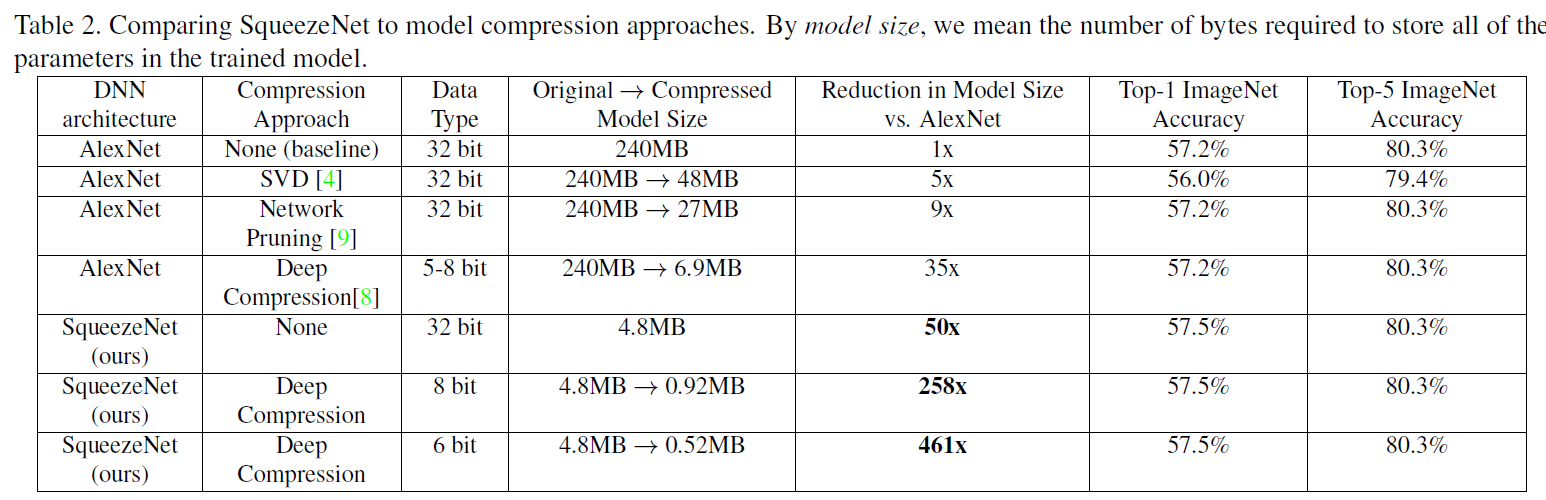 Table 2. Comparing SqueezeNet to model compression approaches. By model size, we mean the number of bytes required to store all of the
parameters in the trained model.
DNN architecture | Compression Approach | Data Type | Original → Compressed Model Size | Reduction in Model Size vs. AlexNet | Top-1 ImageNet Accuracy | Top-5 ImageNet Accuracy
AlexNet | None (baseline) | 32 bit | 240MB | 1x | 57.2% | 80.3%
AlexNet | SVD [4] | 32 bit | 240MB → 48MB | 5x | 56.0% | 79.4%
AlexNet | Network Pruning [9] | 32 bit | 240MB → 27MB | 9x | 57.2% | 80.3%
AlexNet | Deep Compression[8] | 5-8 bit | 240MB → 6.9MB | 35x | 57.2% | 80.3%
SqueezeNet (ours) | None | 32 bit | 4.8MB | 50x | 57.5% | 80.3%
SqueezeNet (ours) | Deep Compression | 8 bit | 4.8MB → 0.92MB | 258x | 57.5% | 80.3%
SqueezeNet (ours) | Deep Compression | 6 bit | 4.8MB → 0.52MB | 461x | 57.5% | 80.3%